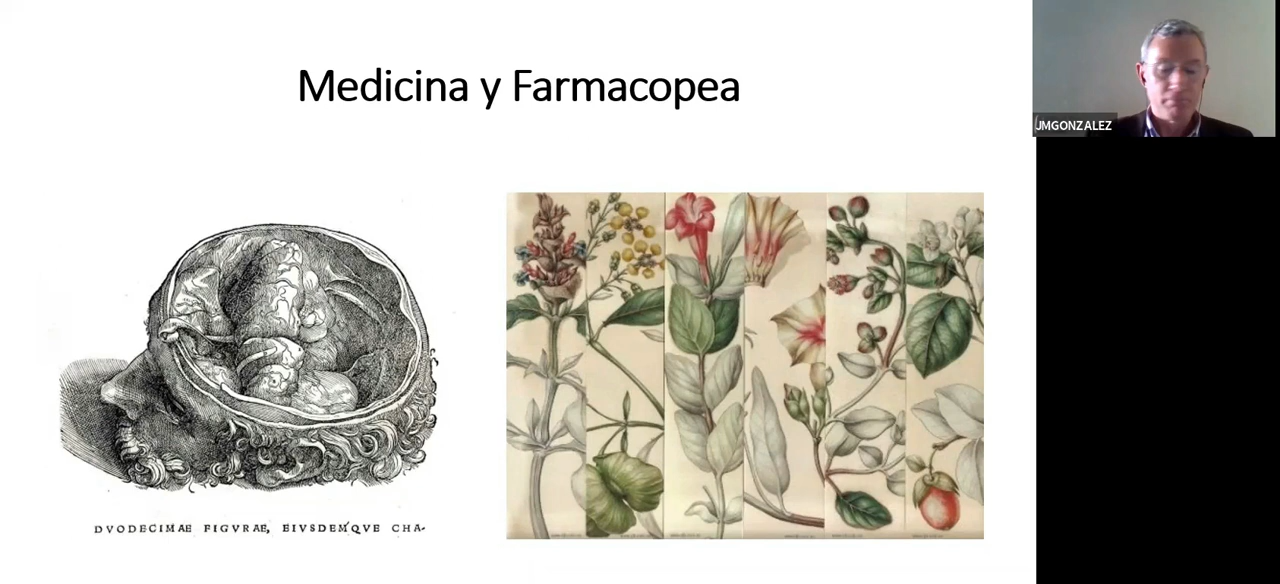 Medicina y Farmacopea
JMGONZALEZ
DVODECIMAE FIGVRAE, EIVSDEMQVE CHA-